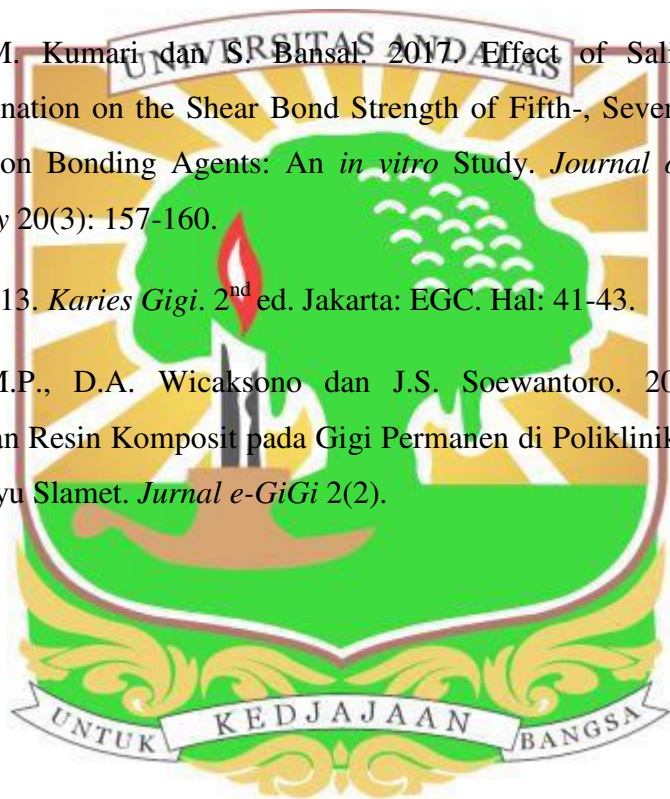 UNIVERSITAS ANDALAS
M. Kumari dan S. Bansal. 2017. Effect of Sali
nation on the Shear Bond Strength of Fifth-, Sever
on Bonding Agents: An in vitro Study. Journal o
y 20(3): 157-160.
13. Karies Gigi. 2nd ed. Jakarta: EGC. Hal: 41-43.
M.P., D.A. Wicaksono dan J.S. Soewantoro. 20
an Resin Komposit pada Gigi Permanen di Poliklinik
yu Slamet. Jurnal e-GiGi 2(2).
UNTUK KEDJAJAAN BANGSA